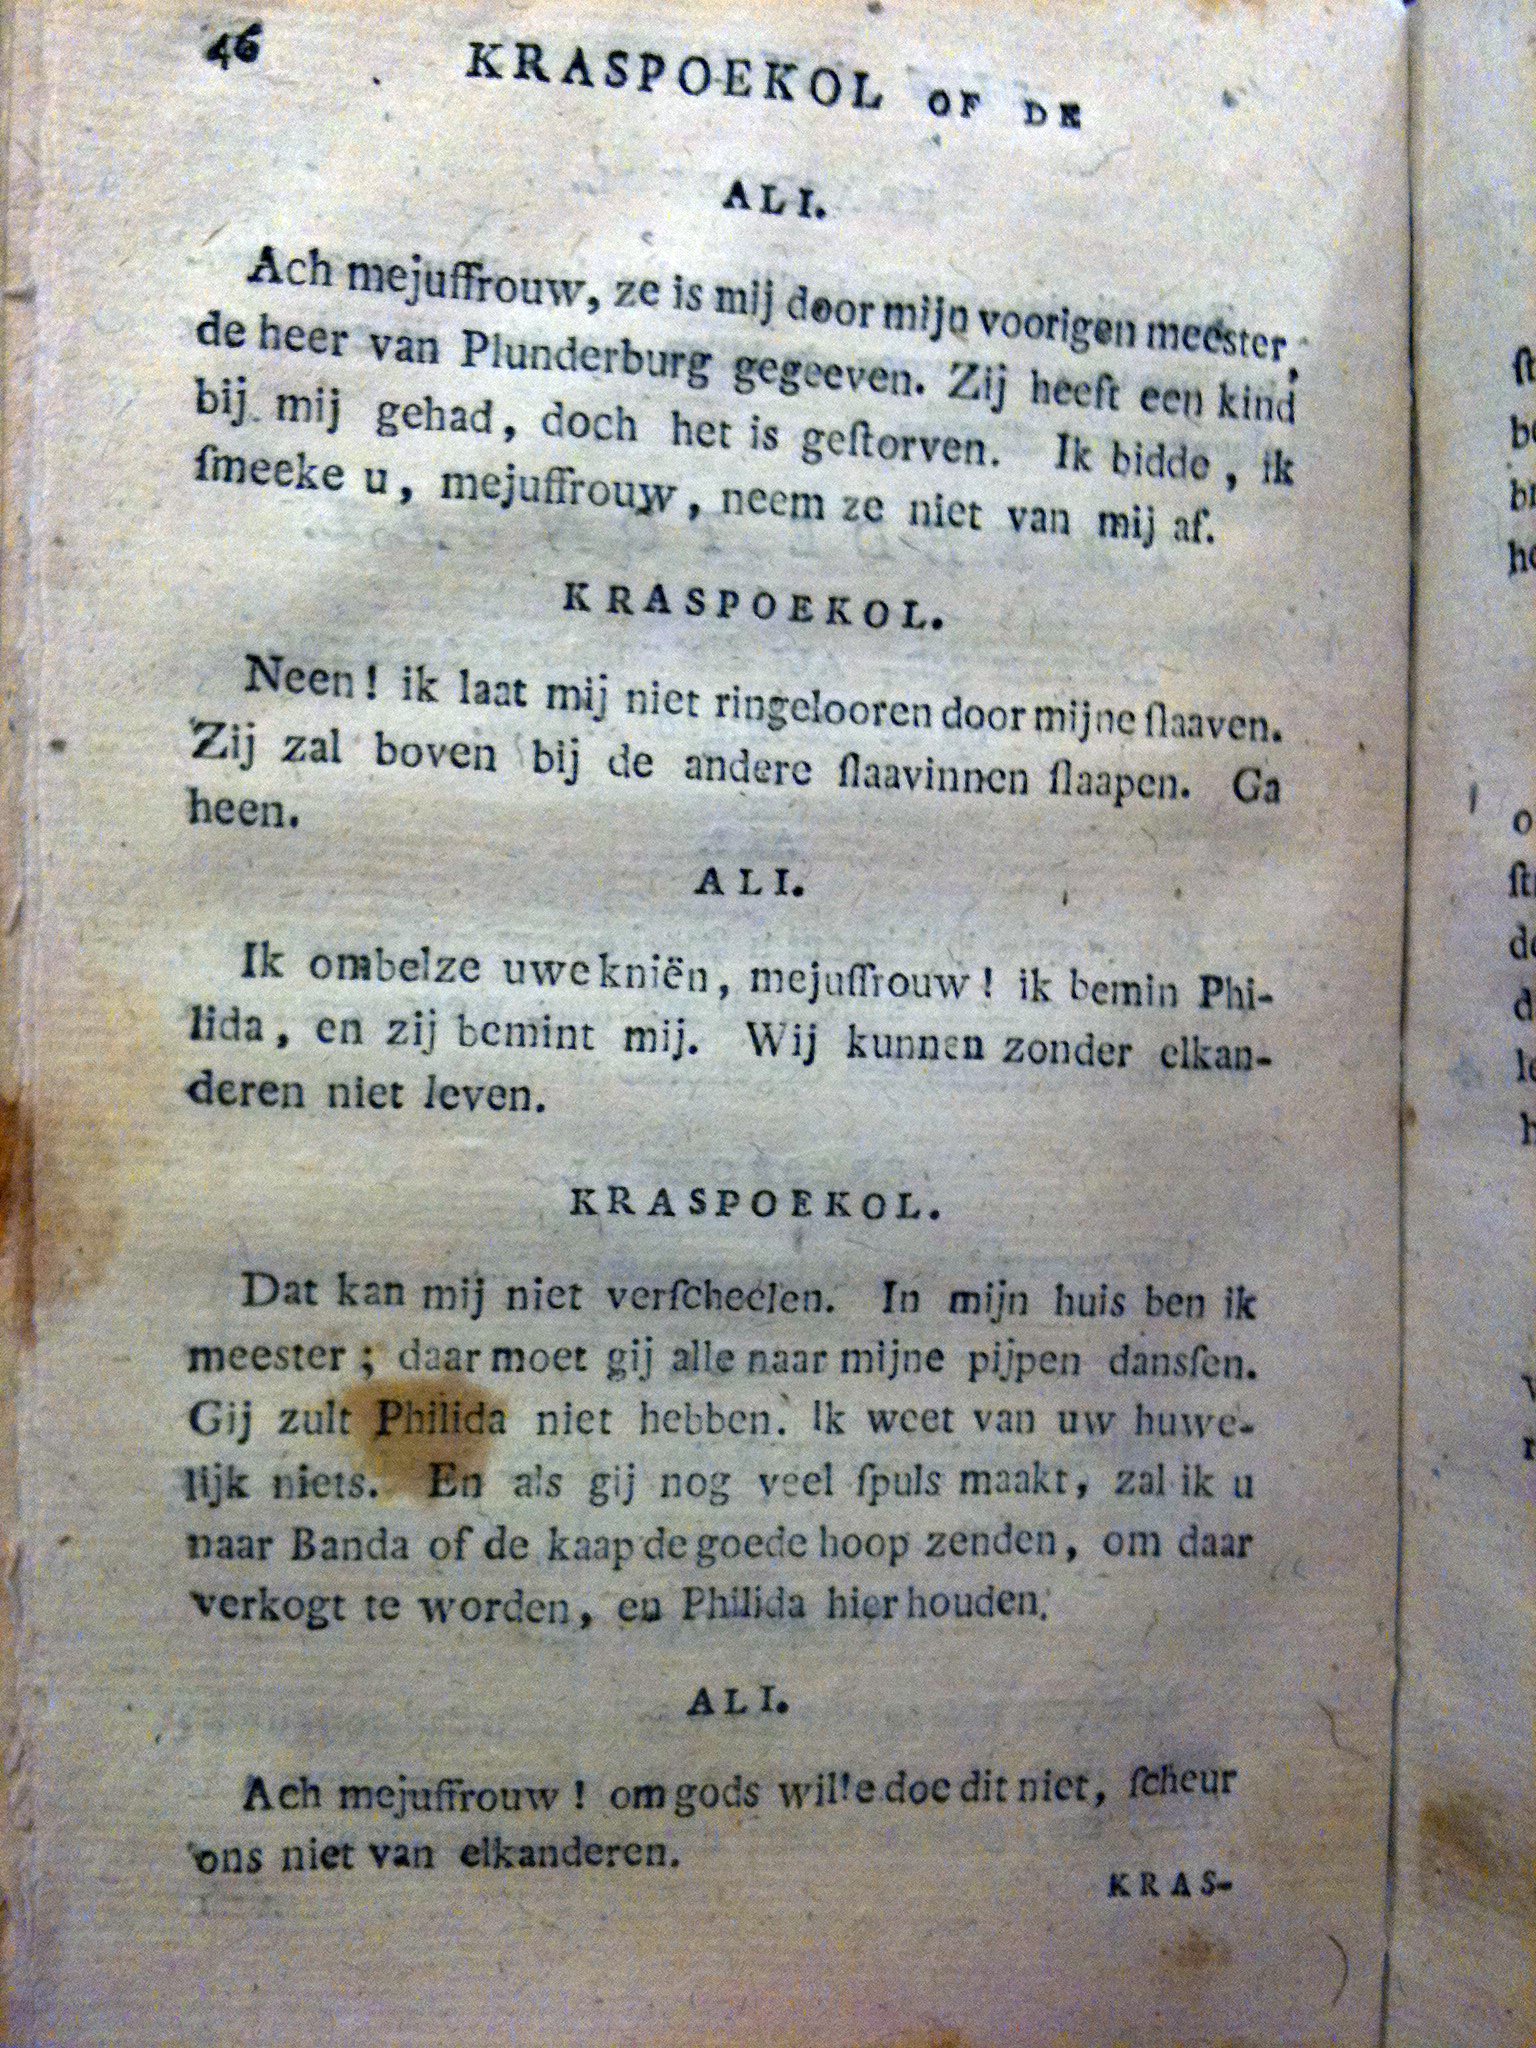 46 KRASPOEKOL OF DE
ALI.
Ach mejuffrouw, ze is mij door mijn voorigen meester,
de heer van Plunderburg gegeeven. Zij heeft een kind
bij mij gehad, doch het is geſtorven. Ik bidde, ik
ſmeeke u, mejuffrouw, neem ze niet van mij af.
KRASPOEKOL.
Neen! ik laat mij niet ringelooren door mijne ſlaaven.
Zij zal boven bij de andere ſlaavinnen ſlaapen. Ga
heen.
ALI.
Ik ombelze uwe kniën, mejuffrouw! ik bemin Phi-
lida, en zij bemint mij. Wij kunnen zonder elkan-
deren niet leven.
KRASPOEKOL.
Dat kan mij niet verſcheelen. In mijn huis ben ik
meester; daar moet gij alle naar mijne pijpen dansſen.
Gij zult Philida niet hebben. Ik weet van uw huwe-
lijk niets. En als gij nog veel ſpuls maakt, zal ik u
naar Banda of de kaap de goede hoop zenden, om daar
verkogt te worden, en Philida hier houden.
ALI.
Ach mejuffrouw! om gods wille doe dit niet, ſcheur
ons niet van elkanderen.
KRAS-